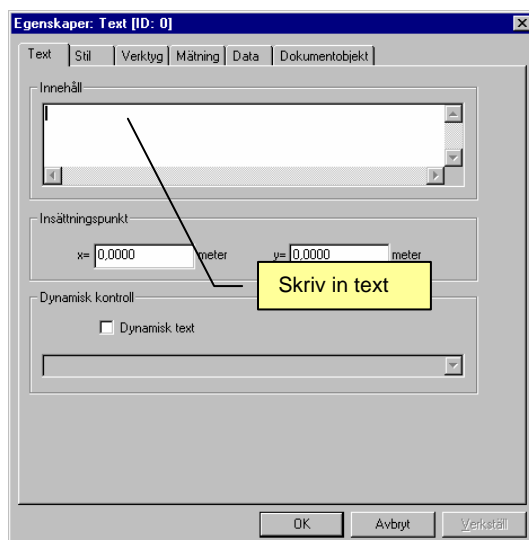 Egenskaper: Text [ID: 0]
Text Stil Verktyg Mätning Data Dokumentobjekt
Innehåll
Insättningspunkt
x= 0,0000 meter y= 0,0000 meter
Skriv in text
Dynamisk kontroll
Dynamisk text
OK Avbryt Verkställ